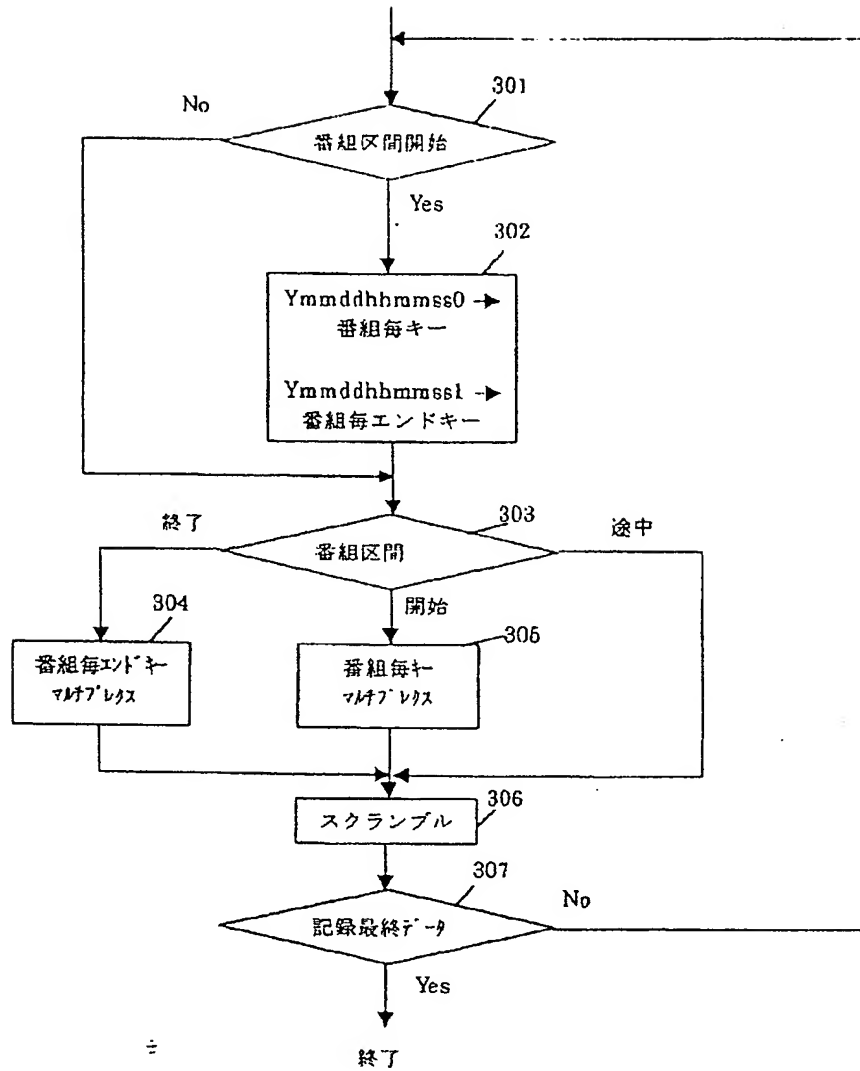 301
No
番組区間開始
Yes
302
Ymmddhhmmss0 →
番組毎キー
Ymmddhhmmss1 →
番組毎エンドキー
303
終了
途中
番組区間
開始
304
305
番組毎エンドキー
マルチプレクス
番組毎キー
マルチプレクス
306
スクランブル
307
No
記録最終データ
Yes
終了